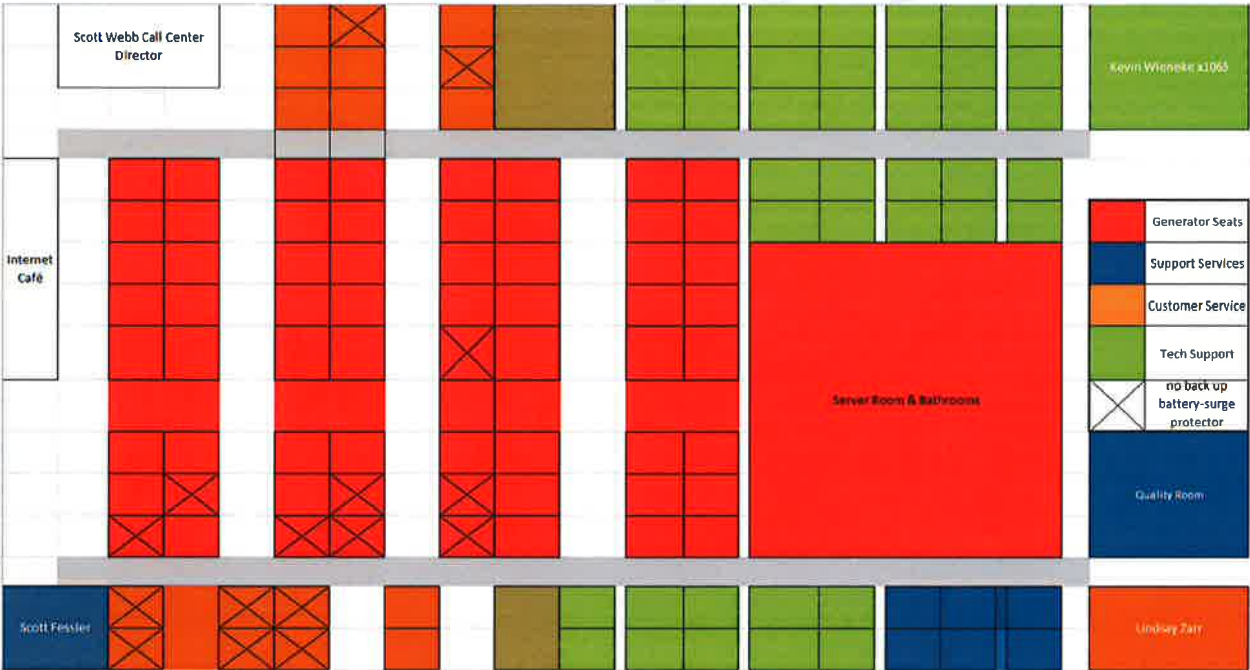 Scott Webb Call Center
Director
Kevin Wieneke x1065
Internet
Café
Generator Seats
Support Services
Customer Service
Tech Support
no back up
battery-surge
protector
Server Room & Bathrooms
Quality Room
Scott Fessler
Lindsay Zarr